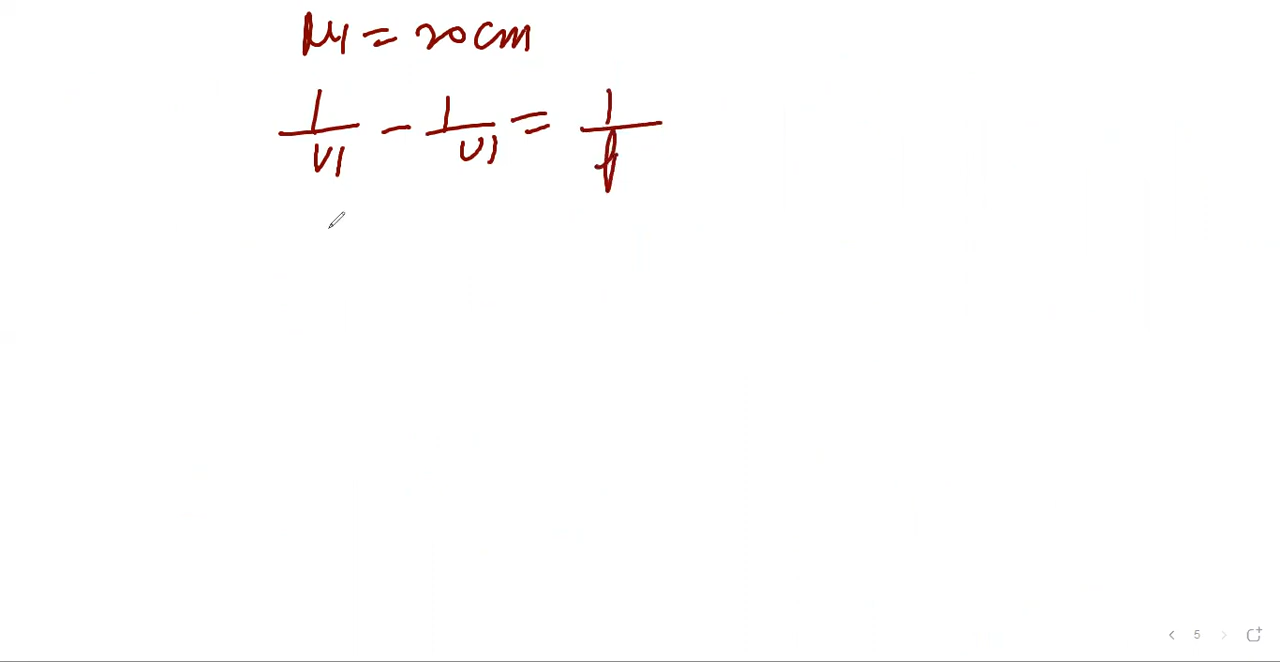 u1 = 20cm
1/v1 - 1/u1 = 1/f
5